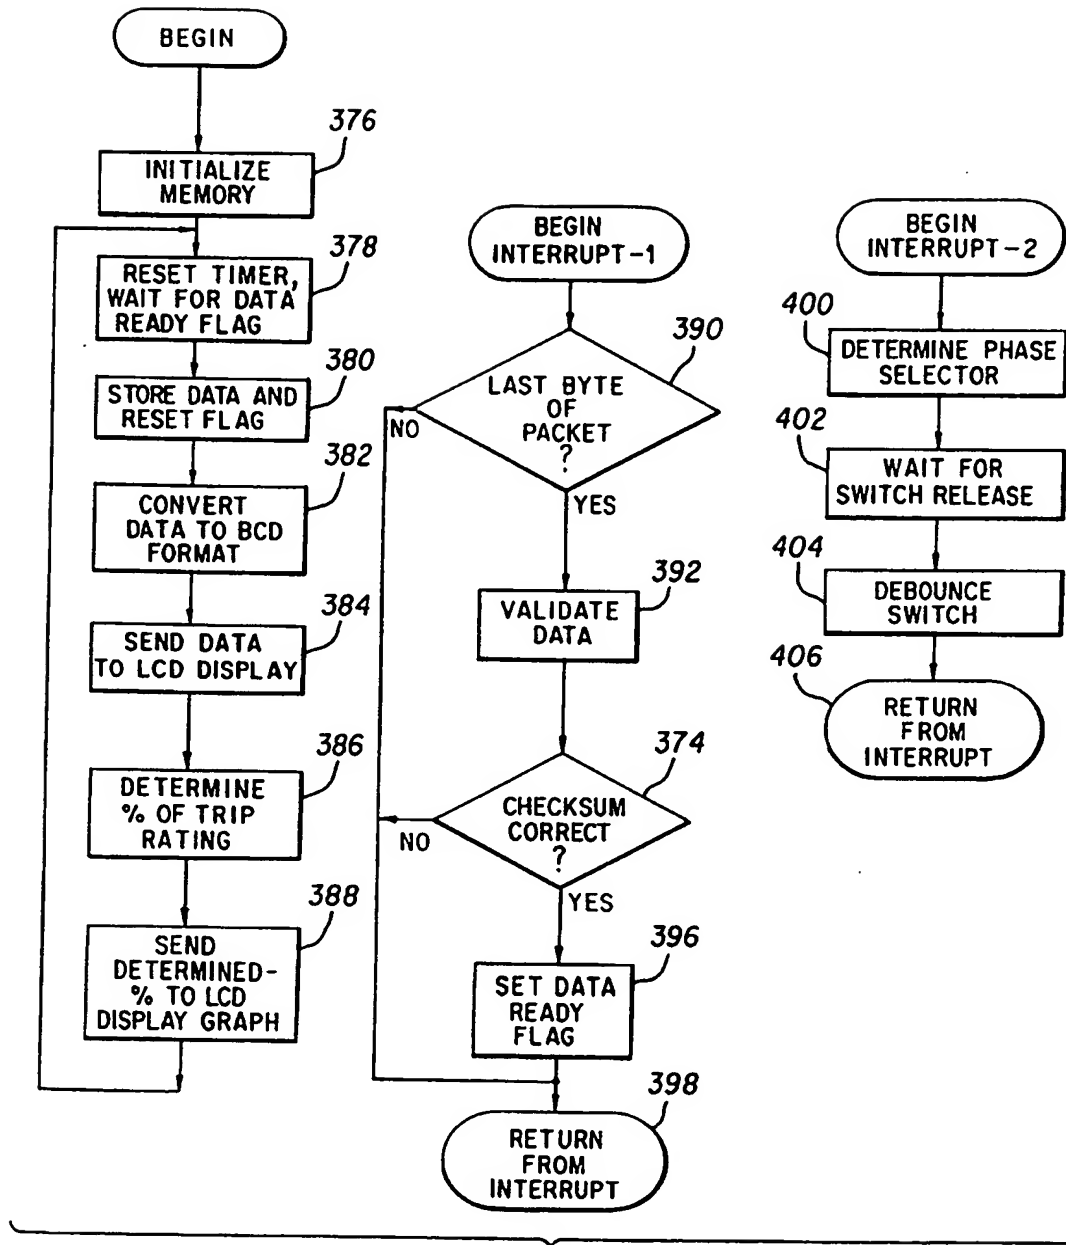 BEGIN
376
INITIALIZE
MEMORY
378
RESET TIMER,
WAIT FOR DATA
READY FLAG
380
STORE DATA AND
RESET FLAG
382
CONVERT
DATA TO BCD
FORMAT
384
SEND DATA
TO LCD DISPLAY
386
DETERMINE
% OF TRIP
RATING
388
SEND
DETERMINED-
% TO LCD
DISPLAY GRAPH
BEGIN
INTERRUPT-1
390
LAST BYTE
OF
PACKET
?
NO
YES
392
VALIDATE
DATA
374
CHECKSUM
CORRECT
?
NO
YES
396
SET DATA
READY
FLAG
398
RETURN
FROM
INTERRUPT
BEGIN
INTERRUPT-2
400
DETERMINE PHASE
SELECTOR
402
WAIT FOR
SWITCH RELEASE
404
DEBOUNCE
SWITCH
406
RETURN
FROM
INTERRUPT